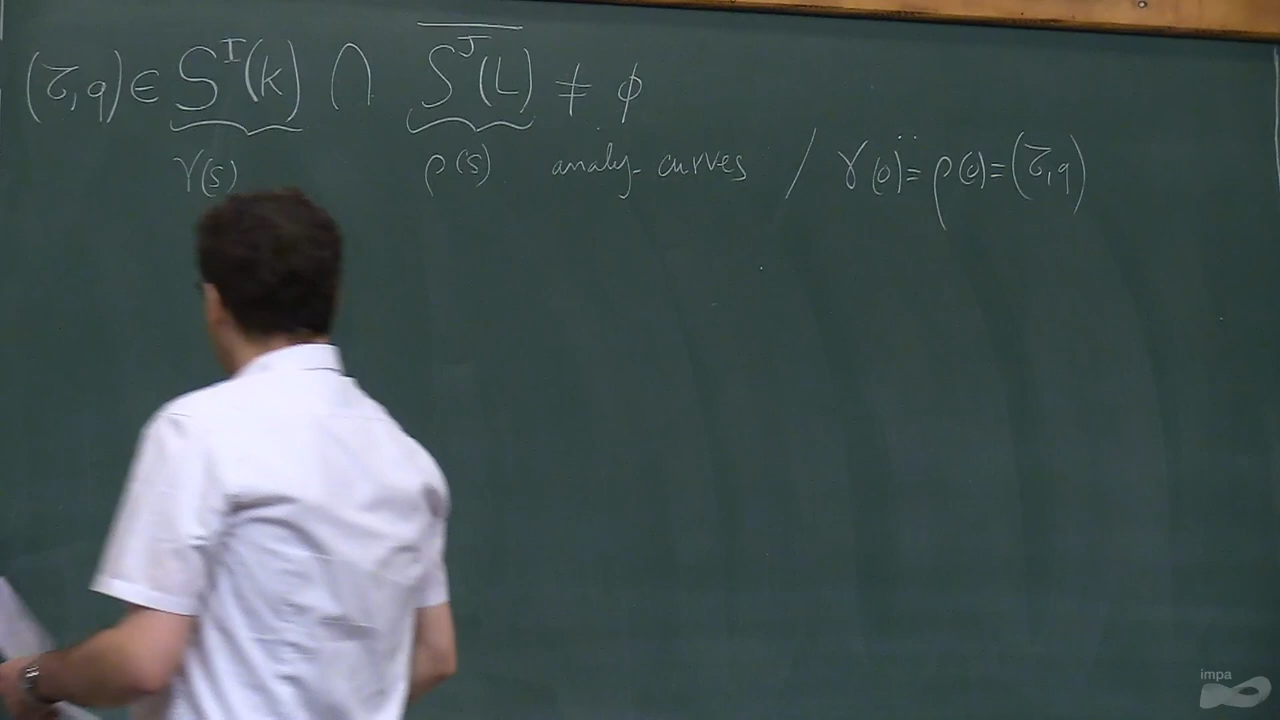 (τ, q) ∈ S^I(k) ∩ \overline{S^J(L)} ≠ ϕ
γ(s) ρ(s) analy. curves / γ(0) = ρ(0) = (τ, q)
impa